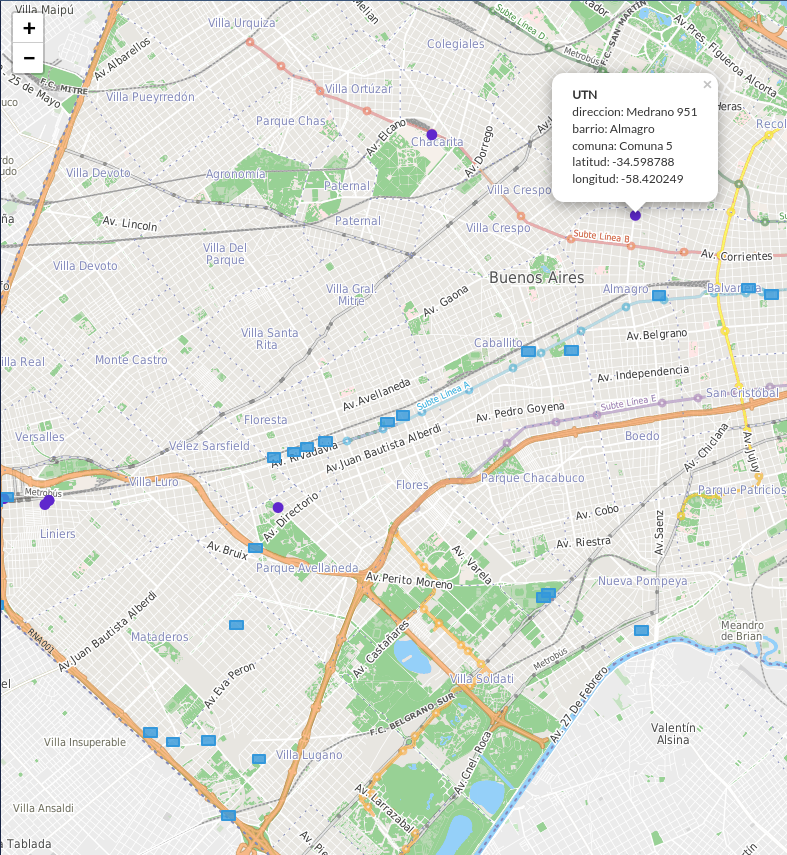 Villa Maipú
Villa Urquiza
Colegiales
Subte Linea D
Metrobus
F.C. SAN MARTIN
Av.Pres. Figueroa Alcorta
+
−
Av.Albarellos
F.C. MITRE
25 de Mayo
Villa Pueyrredón
Villa Ortúzar
Parque Chas
Av.Elcano
Chacarita
Av.Dorrego
×
UTN
direccion: Medrano 951
barrio: Almagro
comuna: Comuna 5
latitud: -34.598788
longitud: -58.420249
Heras
Recol
Villa Devoto
Agronomía
Paternal
Villa Crespo
Av. Lincoln
Paternal
Villa Crespo
Subte Linea B
Av. Corrientes
Villa Del
Parque
Villa Devoto
Buenos Aires
Villa Gral.
Mitre
Av. Gaona
Almagro
Balvanera
Villa Santa
Rita
Caballito
Av.Belgrano
Villa Real
Monte Castro
Av. Independencia
Av.Avellaneda
Subte Linea A
Subte Linea E
San Cristobal
Floresta
Av. Pedro Goyena
Versalles
Vélez Sarsfield
Av. Rivadavia
Av.Juan Bautista Alberdi
Boedo
Av. Chiclana
Av. Jujuy
Villa Luro
Metrobus
Flores
Parque Chacabuco
Parque Patricios
Av. Directorio
Av. Cobo
Av.Saenz
Liniers
Av. Bruix
Av. Riestra
Parque Avellaneda
Av.Perito Moreno
Av. Varela
Nueva Pompeya
RNA001
Av.Juan Bautista Alberdi
Mataderos
Av. Castañares
Meandro
de Brian
Metrobus
Av.Eva Peron
Villa Soldati
Av. 27 De Febrero
F.C. BELGRANO SUR
Valentín
Alsina
Villa Insuperable
Villa Lugano
Av.Cnel. Roca
Villa Ansaldi
Av. Larrazabal
a Tablada